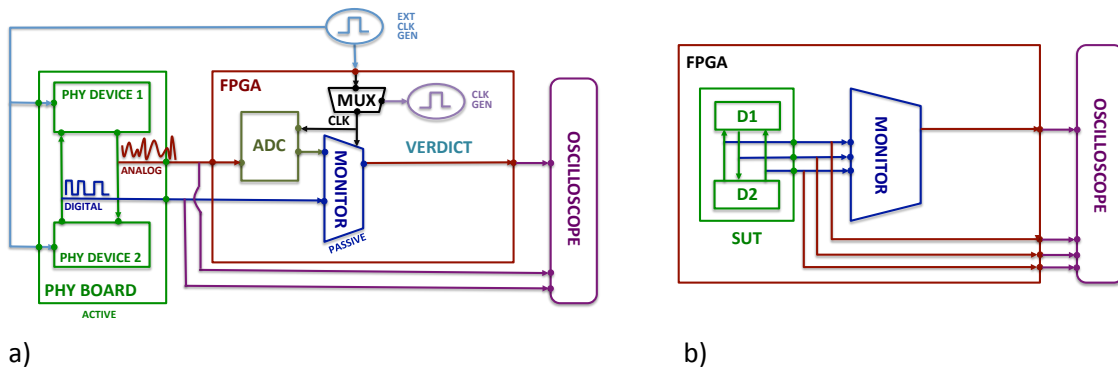 EXT
CLK
GEN
FPGA
PHY DEVICE 1
MUX
CLK
GEN
CLK
ADC
VERDICT
ANALOG
MONITOR
DIGITAL
PASSIVE
PHY DEVICE 2
PHY BOARD
ACTIVE
OSCILLOSCOPE
a)
FPGA
D1
D2
SUT
MONITOR
OSCILLOSCOPE
b)